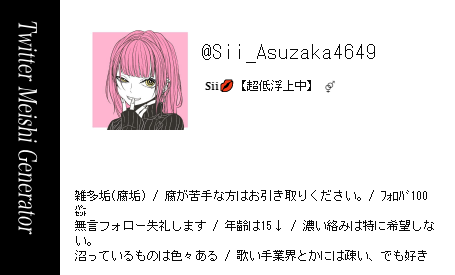 Twitter Meishi Generator
@Sii_Asuzaka4649
Sii💋【超低浮上中】 ⚤
雑多垢(腐垢) / 腐が苦手な方はお引き取りください。/ ﾌｫﾛﾊﾞ100
無言フォロー失礼します / 年齢は15↓ / 濃い絡みは特に希望しな
い。
沼っているものは色々ある / 歌い手業界とかには疎い、でも好き